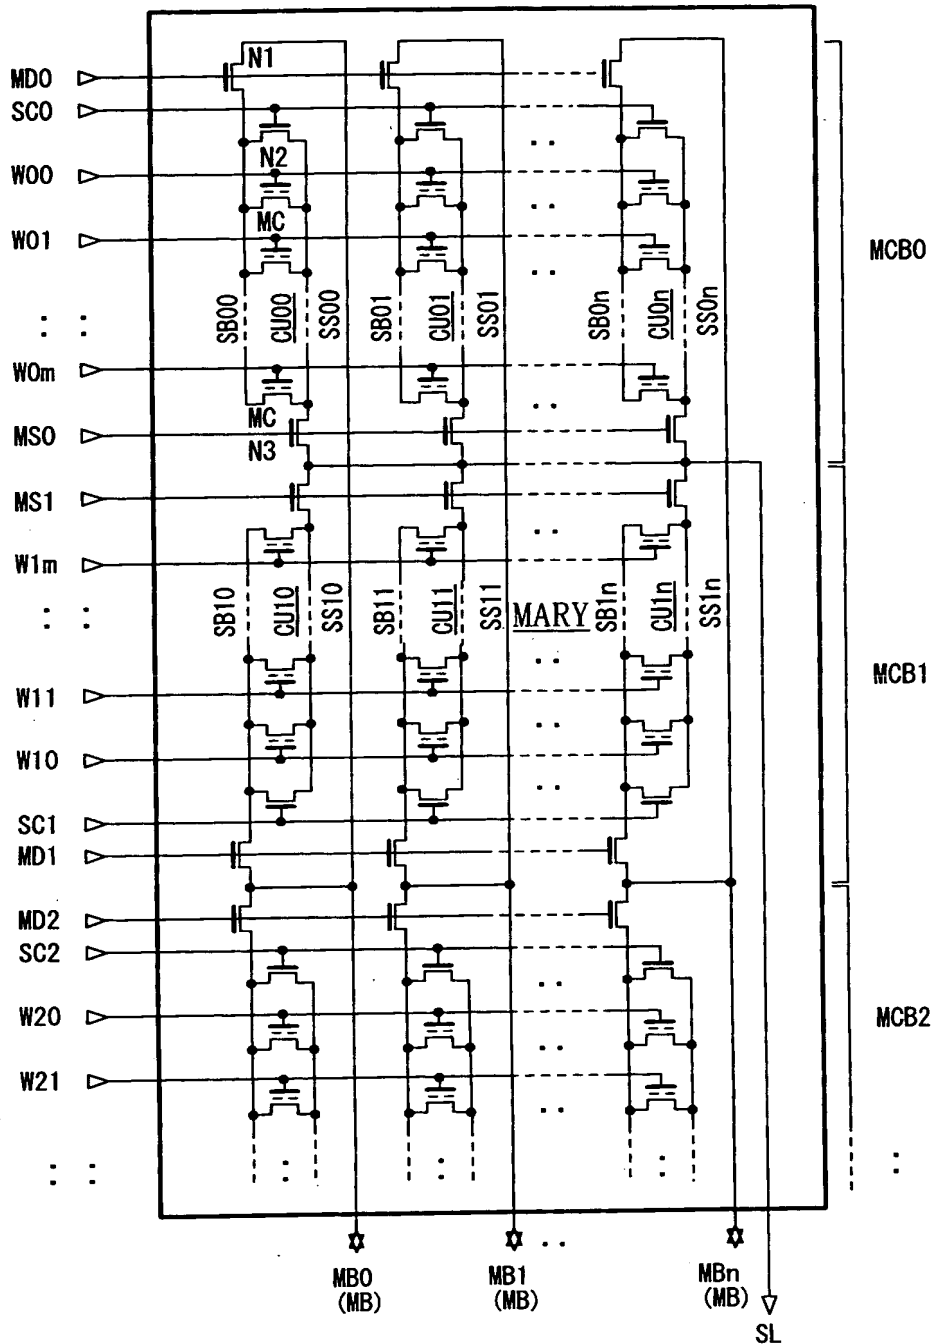 MD0
N1
SC0
N2
W00
MC
W01
MCB0
SB00
CU00
SS00
SB01
CU01
SS01
SB0n
CU0n
SS0n
W0m
MC
MS0
N3
MS1
W1m
SB10
CU10
SS10
SB11
CU11
SS11
MARY
SB1n
CU1n
SS1n
MCB1
W11
W10
SC1
MD1
MD2
SC2
W20
MCB2
W21
MB0
(MB)
MB1
(MB)
MBn
(MB)
SL